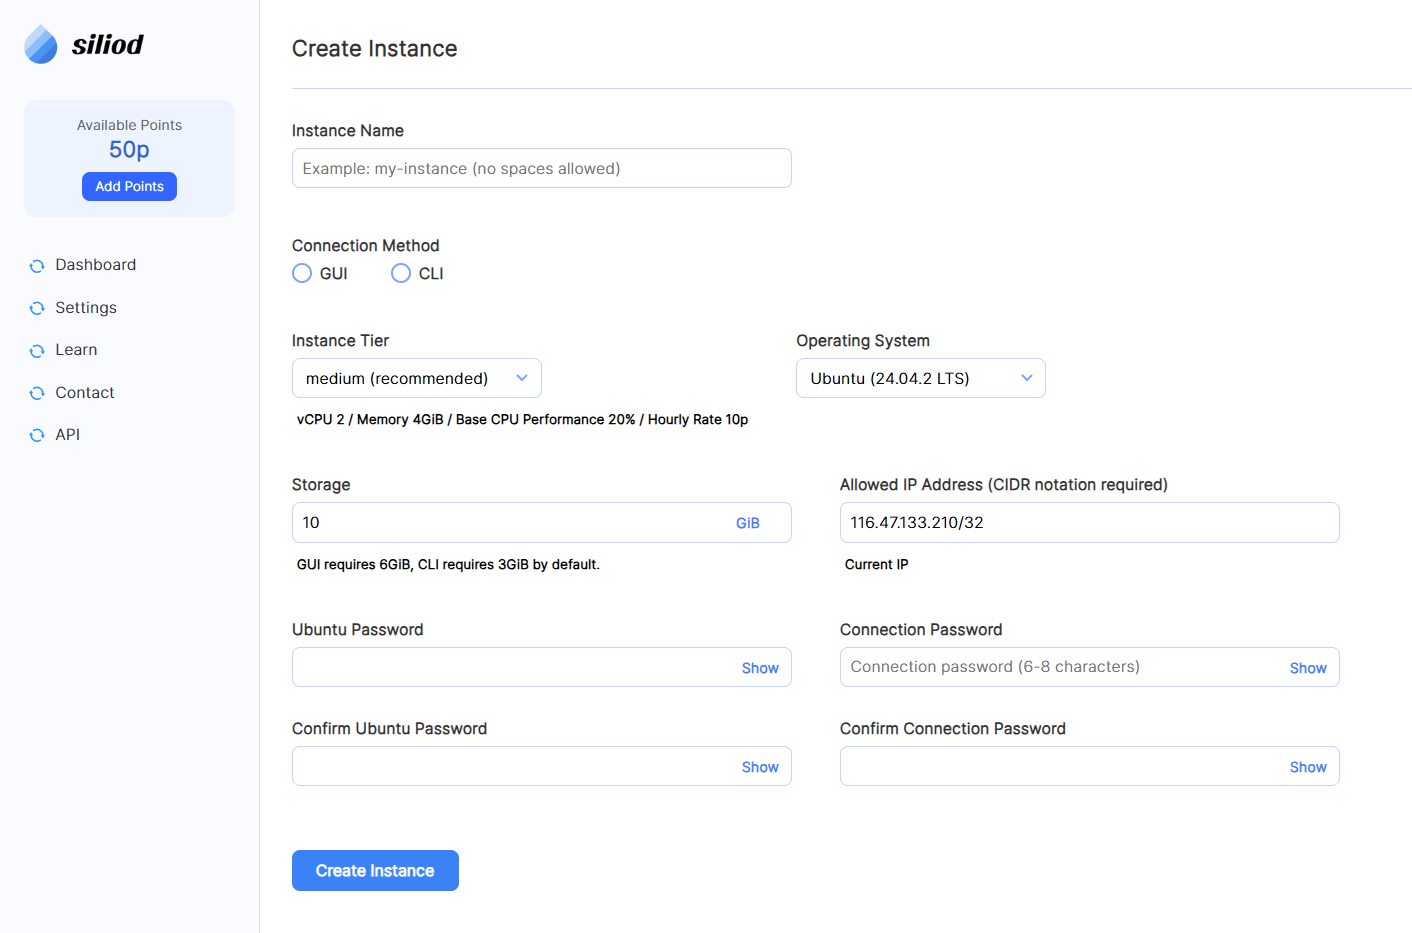 siliod
Available Points
50p
Add Points
Dashboard
Settings
Learn
Contact
API
Create Instance
Instance Name
Example: my-instance (no spaces allowed)
Connection Method
GUI CLI
Instance Tier Operating System
medium (recommended) Ubuntu (24.04.2 LTS)
vCPU 2 / Memory 4GiB / Base CPU Performance 20% / Hourly Rate 10p
Storage Allowed IP Address (CIDR notation required)
10 GiB 116.47.133.210/32
GUI requires 6GiB, CLI requires 3GiB by default. Current IP
Ubuntu Password Connection Password
Show Connection password (6-8 characters) Show
Confirm Ubuntu Password Confirm Connection Password
Show Show
Create Instance